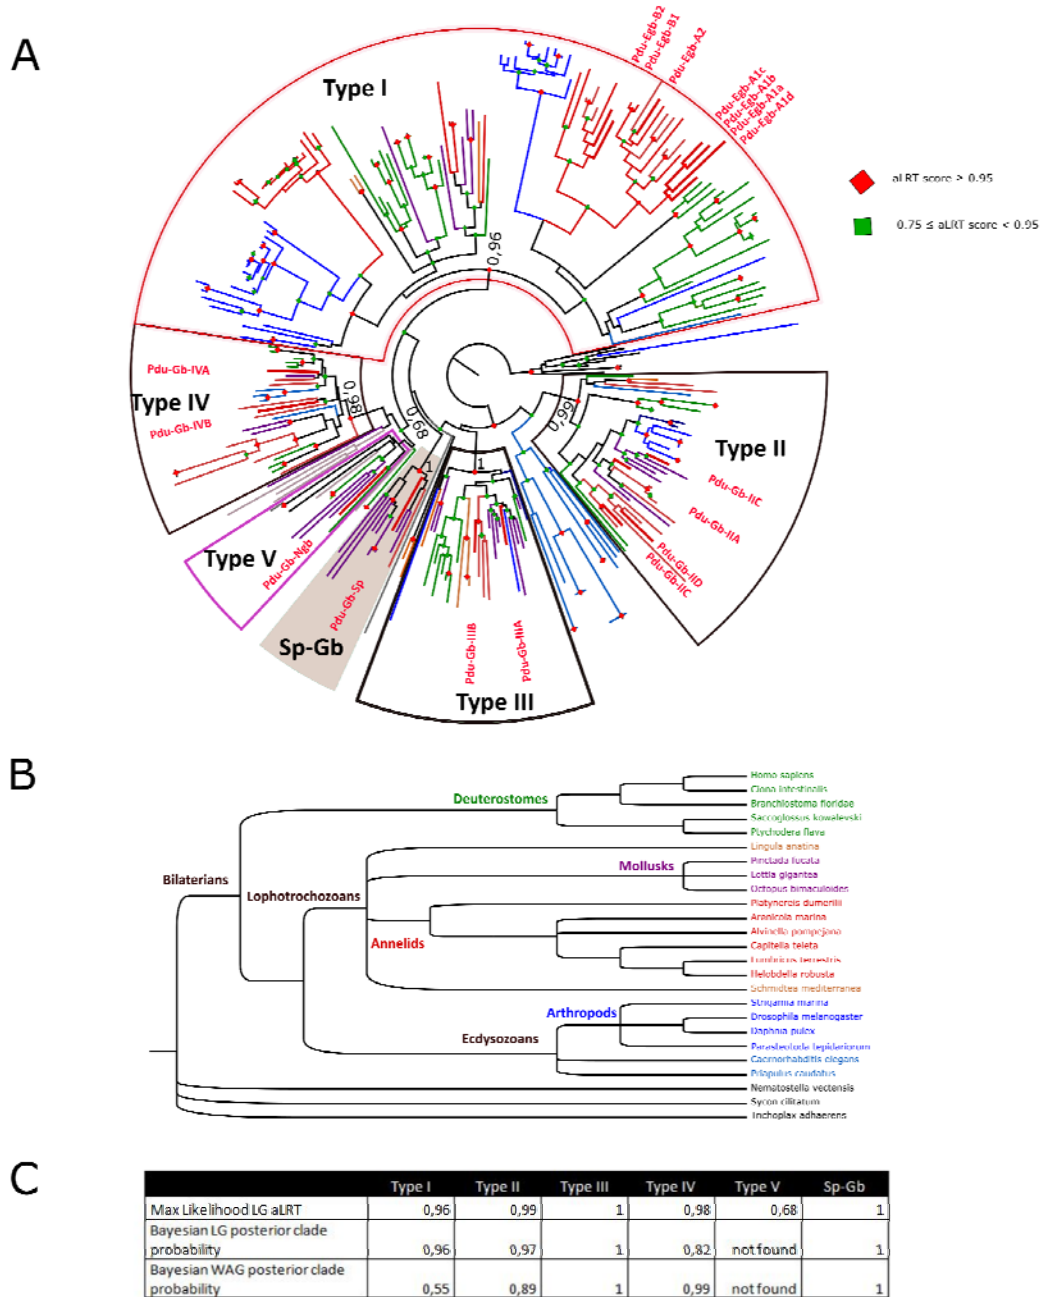 A
Type I
Pdu-Egb-B2
Pdu-Egb-B1
Pdu-Egb-A2
Pdu-Egb-A1c
Pdu-Egb-A1b
Pdu-Egb-A1a
Pdu-Egb-A1d
aLRT score > 0.95
0.75 ≤ aLRT score < 0.95
0,96
Pdu-Gb-IVA
Type IV
Pdu-Gb-IVB
0,98
0,68
0,99
Type II
Pdu-Gb-IIC
Pdu-Gb-IIA
Pdu-Gb-IID
Pdu-Gb-IIC
1
1
Type V
Pdu-Gb-Ngb
Pdu-Gb-Sp
Sp-Gb
Pdu-Gb-IIIB
Pdu-Gb-IIIA
Type III
B
Homo sapiens
Ciona intestinalis
Deuterostomes
Branchiostoma floridae
Saccoglossus kowalevski
Ptychodera flava
Lingula anatina
Mollusks
Pinctada fucata
Bilaterians
Lottia gigantea
Lophotrochozoans
Octopus bimaculoides
Platynereis dumerilii
Arenicola marina
Alvinella pompejana
Annelids
Capitella teleta
Lumbricus terrestris
Helobdella robusta
Schmidtea mediterranea
Arthropods
Strigamia marina
Drosophila melanogaster
Daphnia pulex
Ecdysozoans
Parasteotoda tepidariorum
Caernorhabditis elegans
Priapulus caudatus
Nematostella vectensis
Sycon cilitatum
Trichoplax adhaerens
C
Type I Type II Type III Type IV Type V Sp-Gb
Max Likelihood LG aLRT 0,96 0,99 1 0,98 0,68 1
Bayesian LG posterior clade
probability 0,96 0,97 1 0,82 not found 1
Bayesian WAG posterior clade
probability 0,55 0,89 1 0,99 not found 1